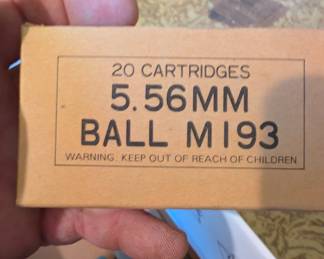 20 CARTRIDGES
5.56MM
BALL M193
WARNING: KEEP OUT OF REACH OF CHILDREN